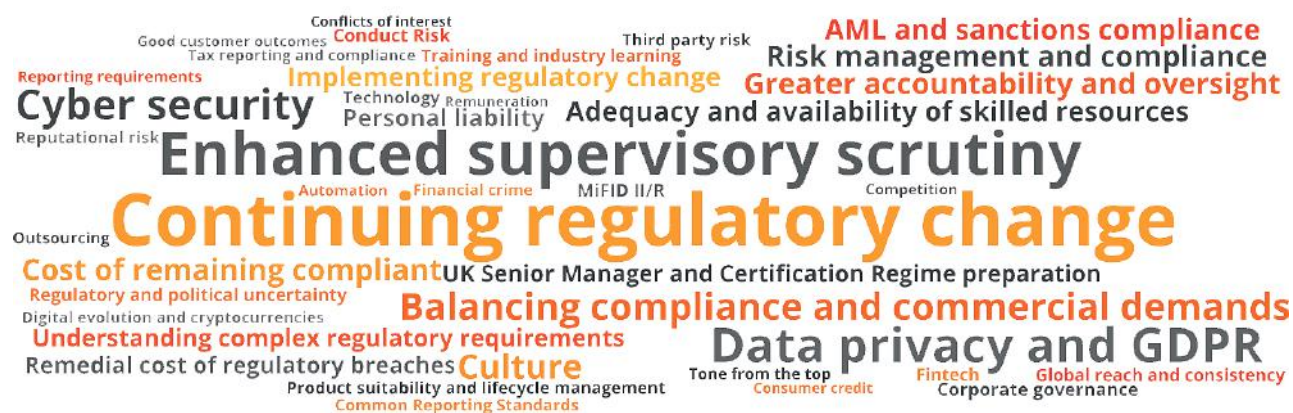 Conflicts of interest
Good customer outcomes
Conduct Risk
Third party risk
AML and sanctions compliance
Tax reporting and compliance
Training and industry learning
Risk management and compliance
Reporting requirements
Implementing regulatory change
Greater accountability and oversight
Cyber security
Technology
Remuneration
Personal liability
Adequacy and availability of skilled resources
Reputational risk
Enhanced supervisory scrutiny
Automation
Financial crime
MiFID II/R
Competition
Continuing regulatory change
Outsourcing
Cost of remaining compliant
UK Senior Manager and Certification Regime preparation
Regulatory and political uncertainty
Balancing compliance and commercial demands
Digital evolution and cryptocurrencies
Understanding complex regulatory requirements
Data privacy and GDPR
Remedial cost of regulatory breaches
Culture
Tone from the top
Fintech
Global reach and consistency
Product suitability and lifecycle management
Consumer credit
Corporate governance
Common Reporting Standards